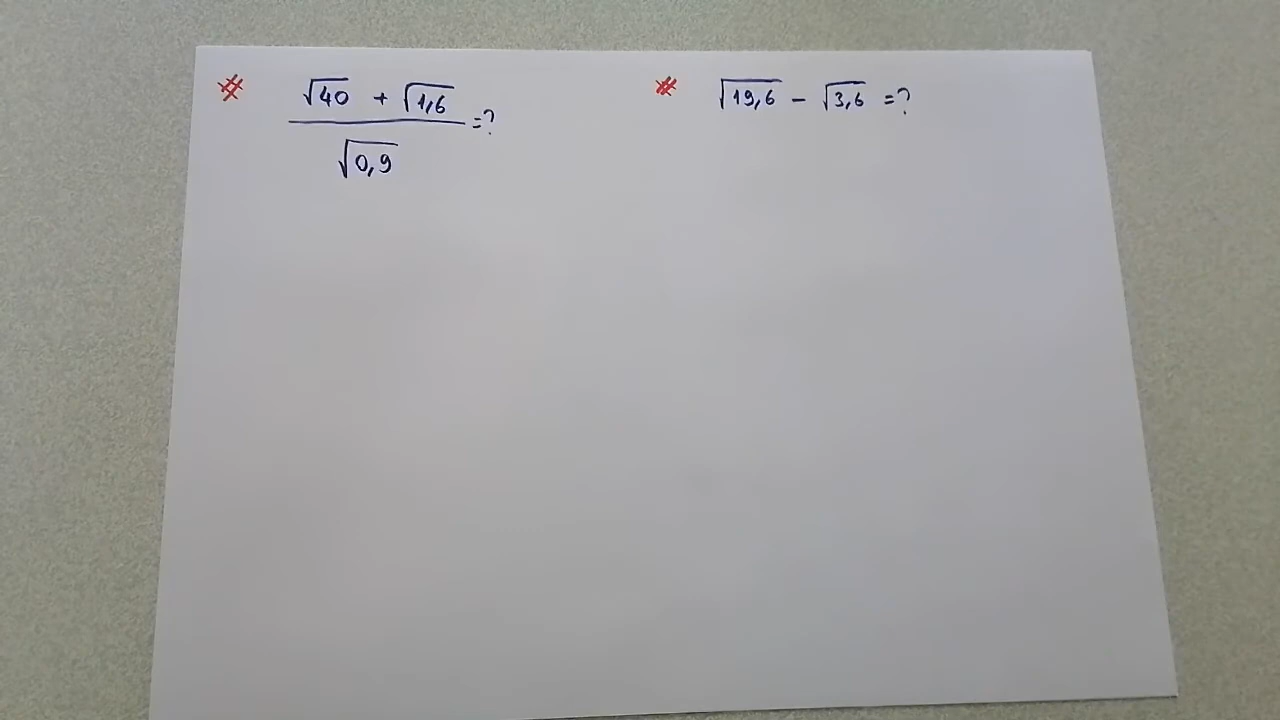 # (√40 + √1,6) / √0,9 = ?
# √19,6 - √3,6 = ?